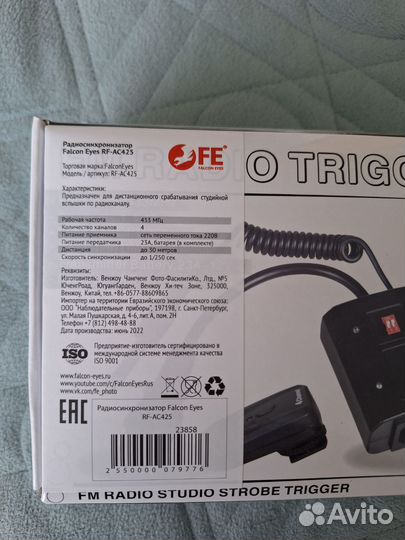 Радиосинхронизатор
Falcon Eyes RF-AC425
Торговая марка:FalconEyes
Модель / артикул: RF-AC425
FE
FALCON EYES
RADIO TRIGG
Характеристики:
Предназначен для дистанционного срабатывания студийной
вспышки по радиоканалу.
Рабочая частота 433 МГц
Количество каналов 4
Питание приемника сеть переменного тока 220В
Питание передатчика 23A, батарея (в комплекте)
Дистанция до 30 метров
Скорость синхронизации до 1/250 сек
Изготовитель: Венжоу Чангченг Фото-ФасилитиКо., Лтд., №5
ЮченгРоад, ЮгуангГарден, Венжоу Хи-теч Зоне, 325000,
Венжоу, Китай, тел. +86-0577-88609865
Импортер на территории Евразийского экономического союза:
ООО "Наблюдательные приборы", 197198, г. Санкт-Петербург,
ул. Малая Пушкарская, д. 4-6, лит.А, пом. 2Н
Телефон +7 (812) 498-48-88
Дата производства: июнь 2022
ISO
Предприятие-изготовитель сертифицировано в
международной системе менеджмента качества
ISO 9001
www.falcon-eyes.ru
www.youtube.com/c/FalconEyesRus
www.vk.com/fe_photo
EAC
Радиосинхронизатор Falcon Eyes
RF-AC425
23858
2 550000 079776
FM RADIO STUDIO STROBE TRIGGER
Avito